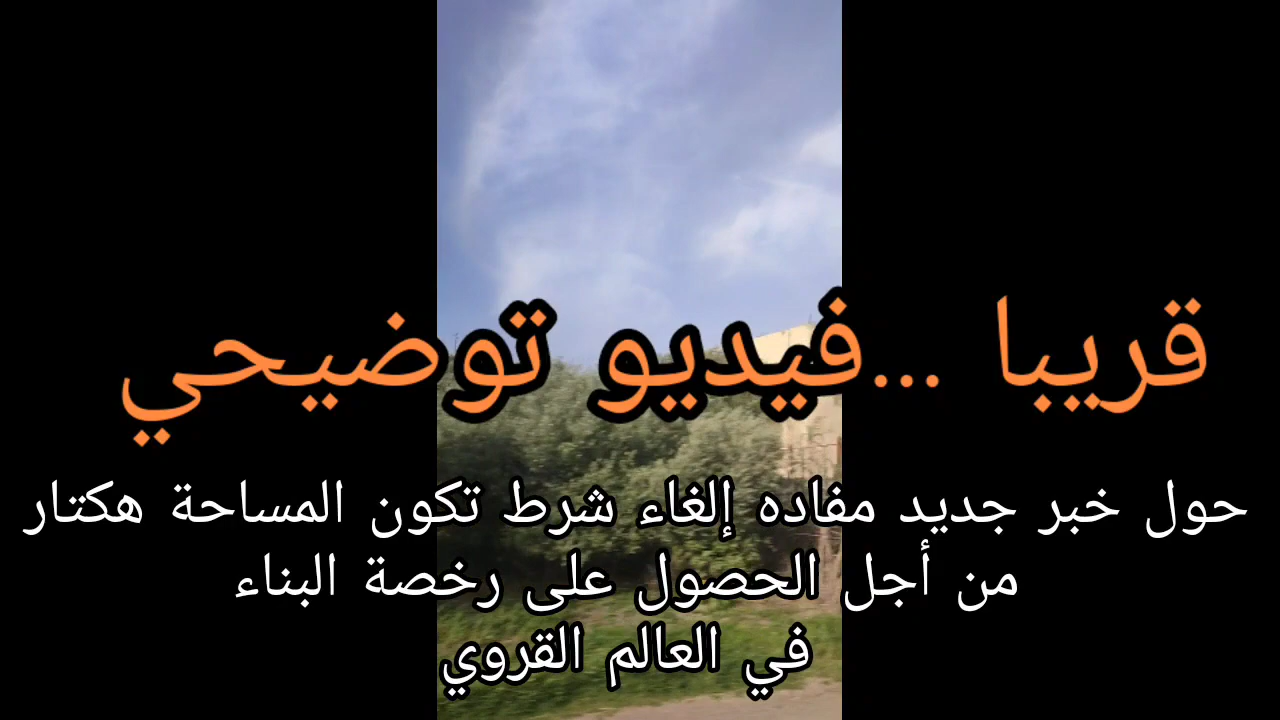 قريبا ...فيديو توضيحي
حول خبر جديد مفاده إلغاء شرط تكون المساحة هكتار
من أجل الحصول على رخصة البناء
في العالم القروي